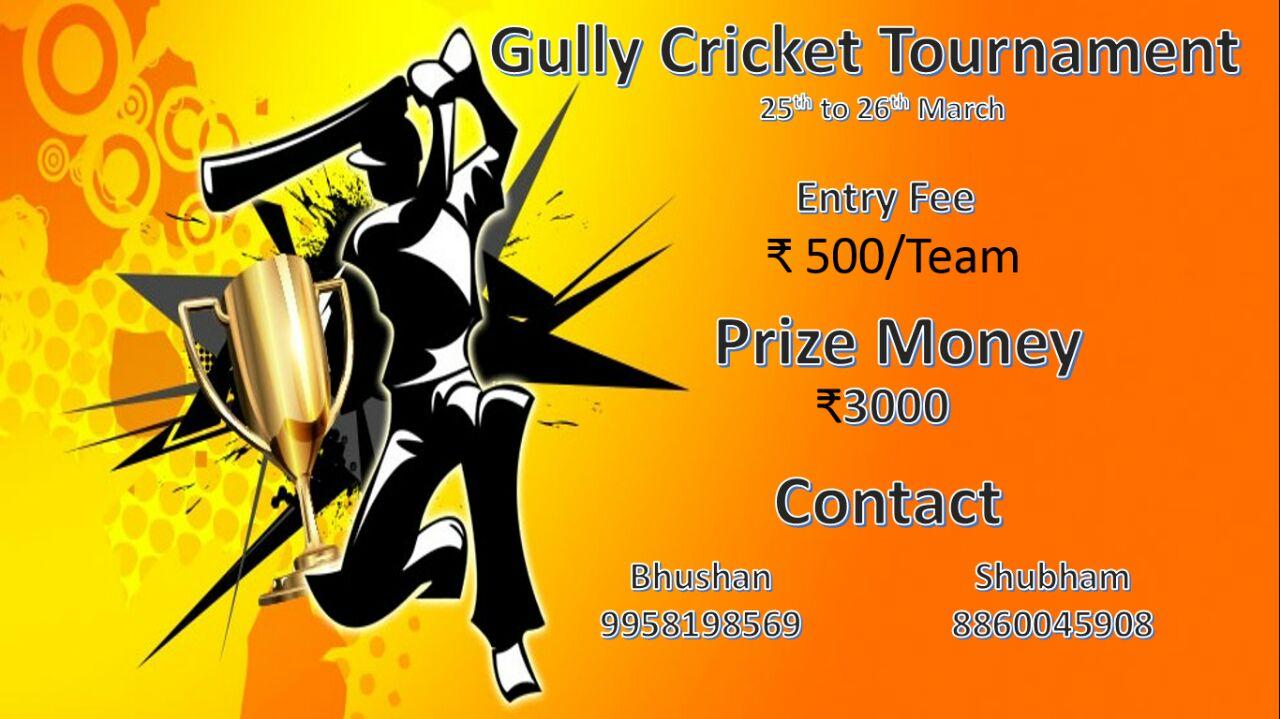 Gully Cricket Tournament
25th to 26th March
Entry Fee
₹ 500/Team
Prize Money
₹3000
Contact
Bhushan
9958198569
Shubham
8860045908